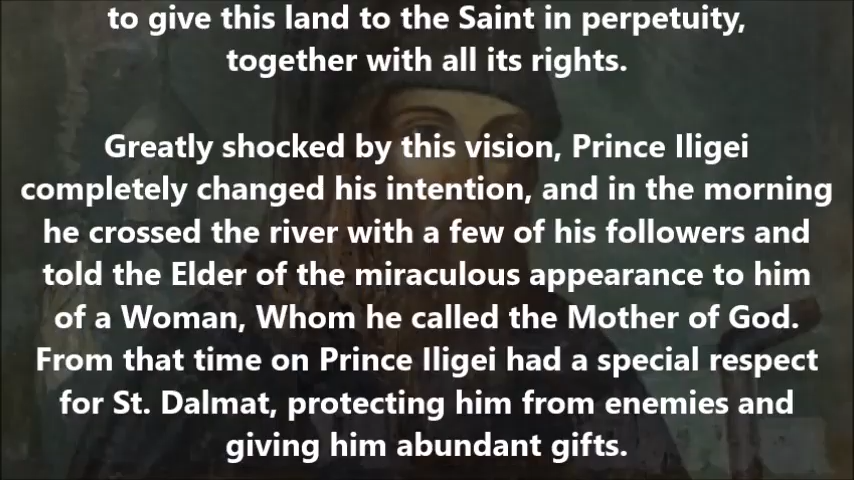 to give this land to the Saint in perpetuity,
together with all its rights.
Greatly shocked by this vision, Prince Iligei
completely changed his intention, and in the morning
he crossed the river with a few of his followers and
told the Elder of the miraculous appearance to him
of a Woman, Whom he called the Mother of God.
From that time on Prince Iligei had a special respect
for St. Dalmat, protecting him from enemies and
giving him abundant gifts.